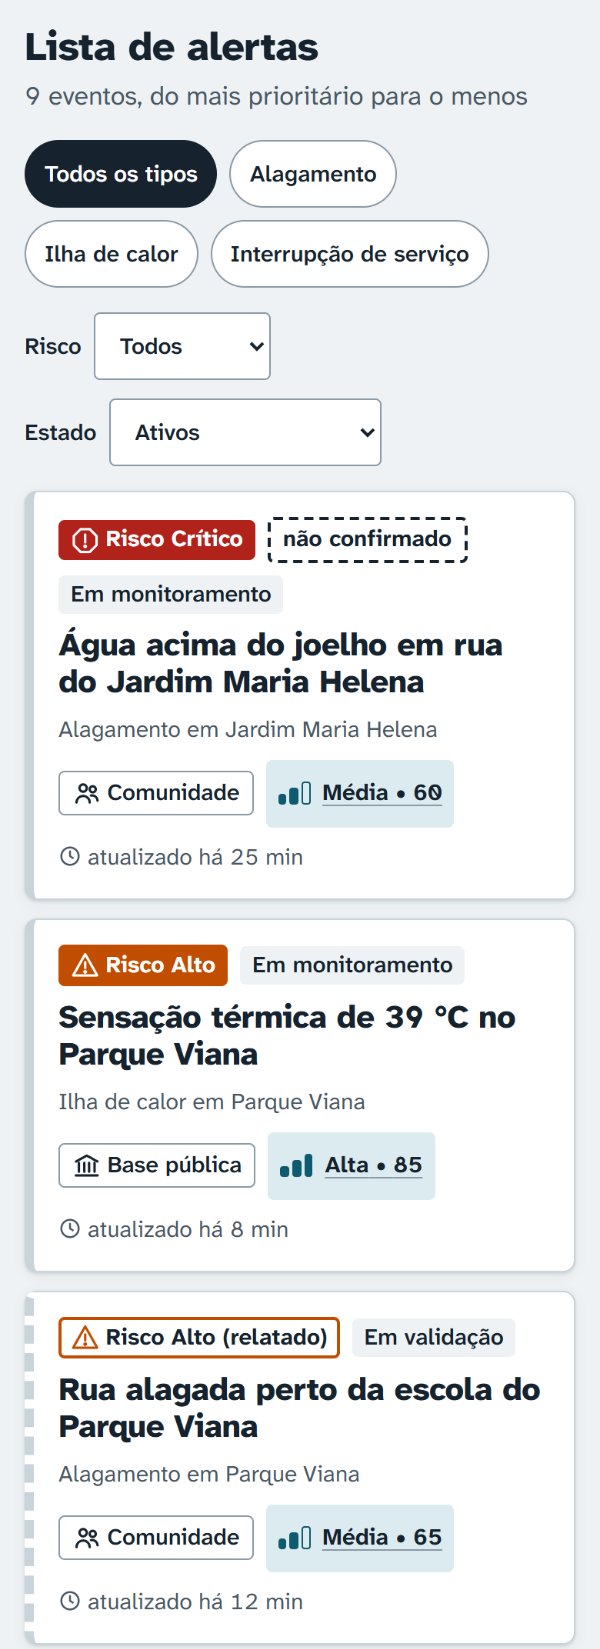 Lista de alertas
9 eventos, do mais prioritário para o menos
Todos os tipos
Alagamento
Ilha de calor
Interrupção de serviço
Risco
Todos
Estado
Ativos
Risco Crítico
não confirmado
Em monitoramento
Água acima do joelho em rua
do Jardim Maria Helena
Alagamento em Jardim Maria Helena
Comunidade
Média • 60
atualizado há 25 min
Risco Alto
Em monitoramento
Sensação térmica de 39 °C no
Parque Viana
Ilha de calor em Parque Viana
Base pública
Alta • 85
atualizado há 8 min
Risco Alto (relatado)
Em validação
Rua alagada perto da escola do
Parque Viana
Alagamento em Parque Viana
Comunidade
Média • 65
atualizado há 12 min